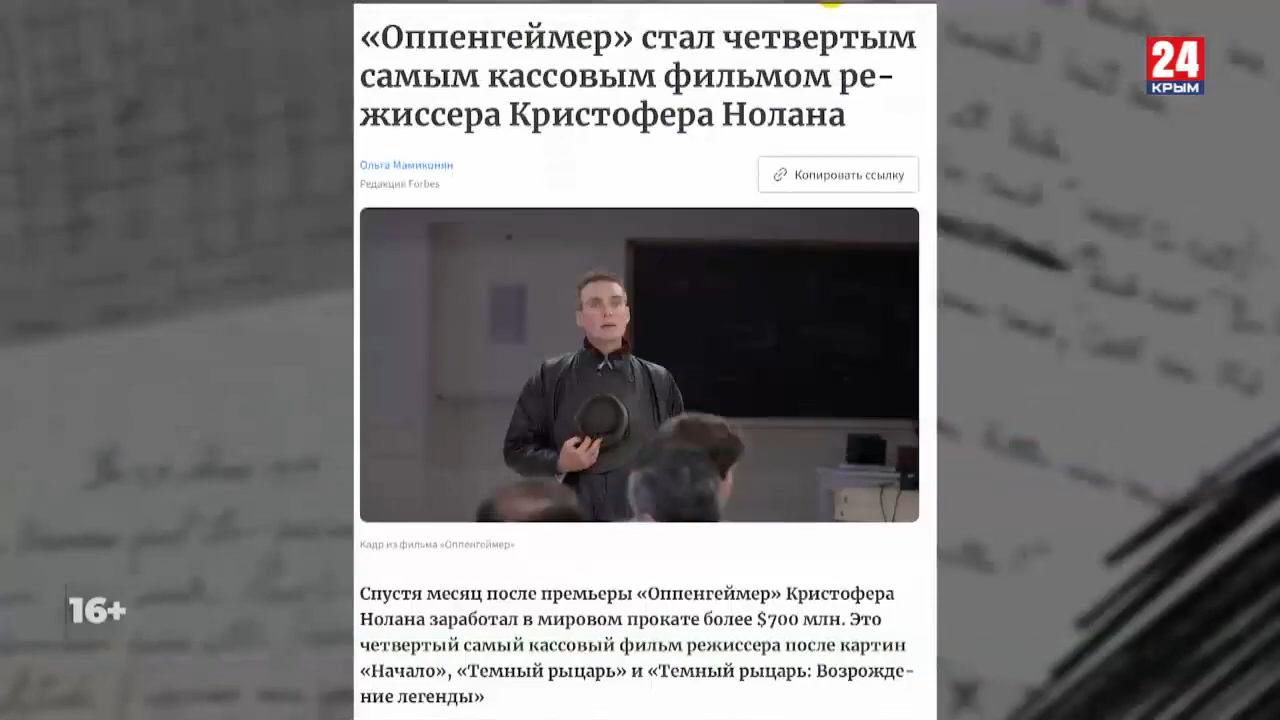 «Оппенгеймер» стал четвертым
самым кассовым фильмом ре-
жиссера Кристофера Нолана
24
КРЫМ
Ольга Мамиконян
Редакция Forbes
Копировать ссылку
Кадр из фильма «Оппенгеймер»
16+
Спустя месяц после премьеры «Оппенгеймер» Кристофера
Нолана заработал в мировом прокате более $700 млн. Это
четвертый самый кассовый фильм режиссера после картин
«Начало», «Темный рыцарь» и «Темный рыцарь: Возрожде-
ние легенды»